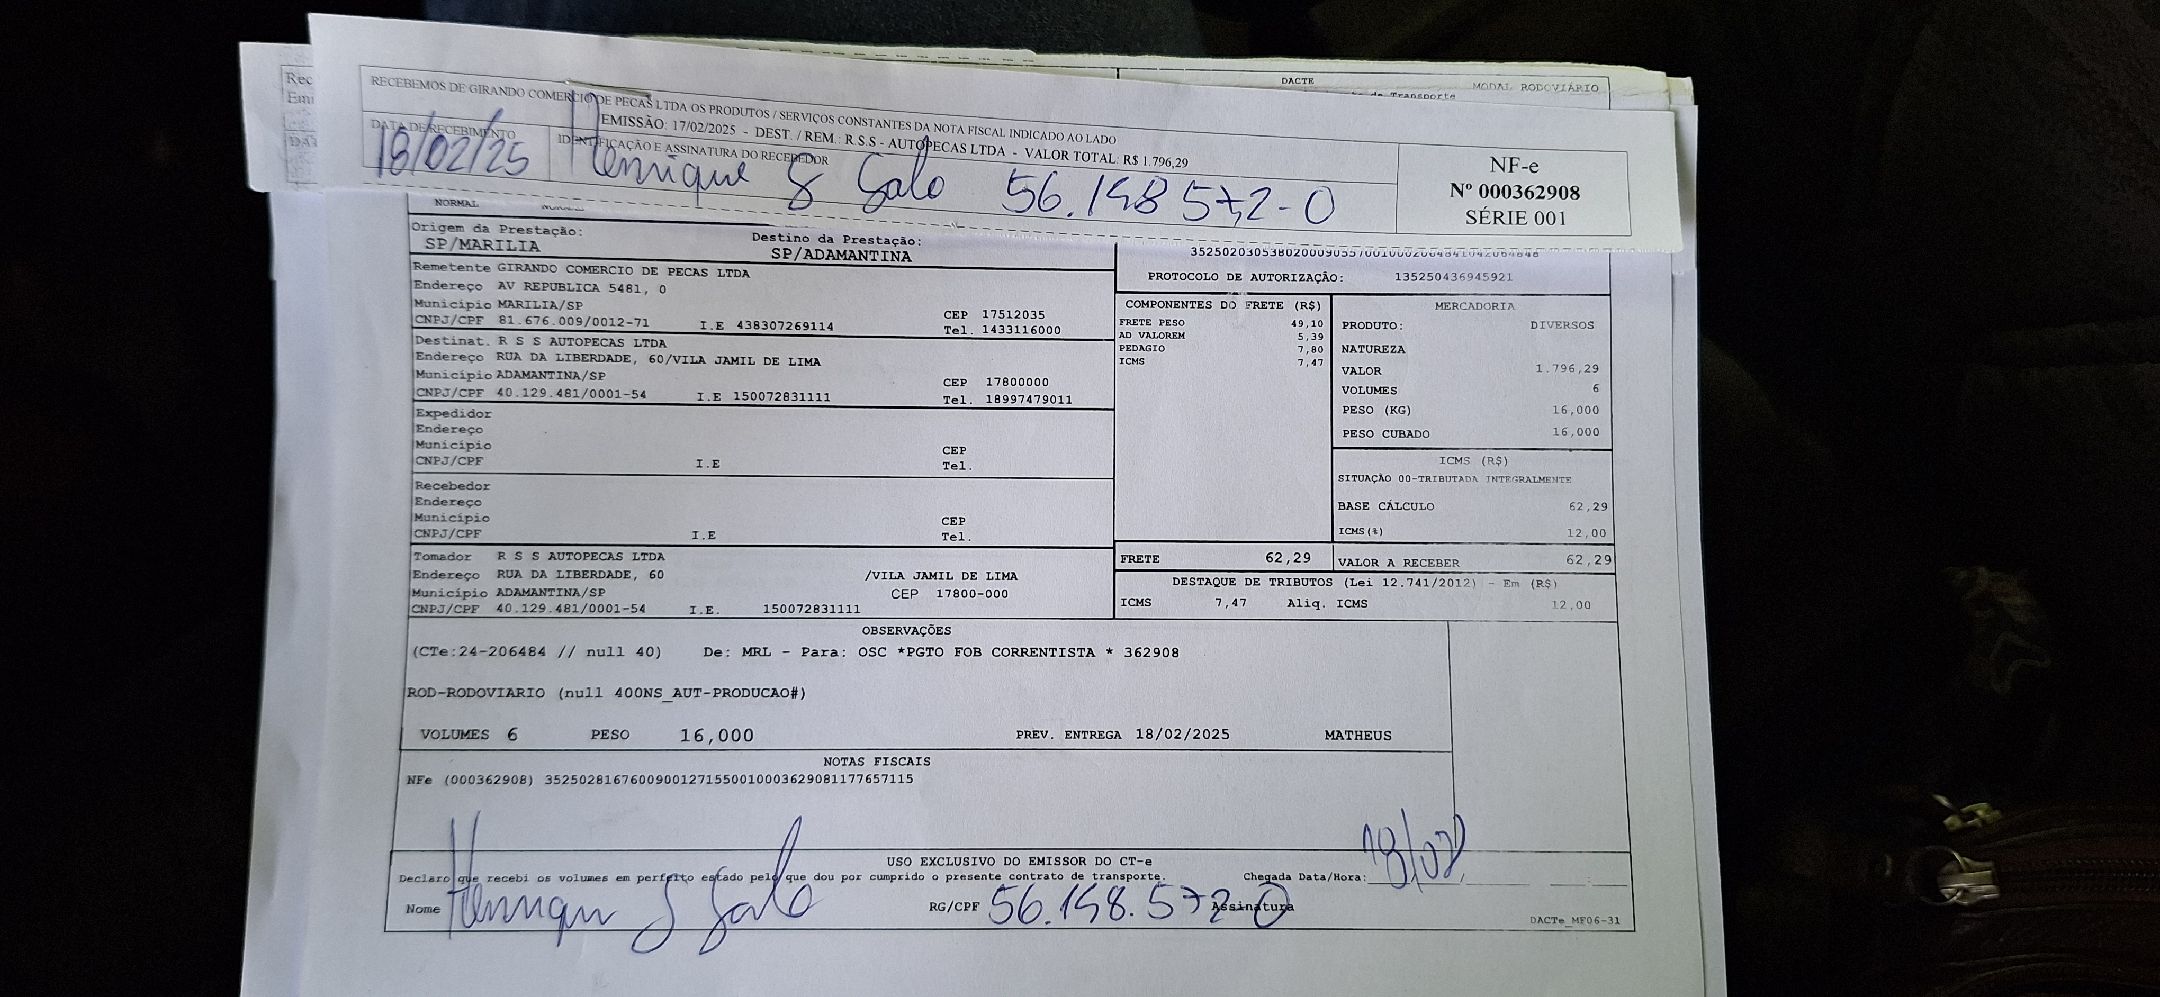 DACTE
MODAL RODOVIÁRIO
de Transporte
Rec
Emi
RECEBEMOS DE GIRANDO COMERCIO DE PECAS LTDA OS PRODUTOS / SERVIÇOS CONSTANTES DA NOTA FISCAL INDICADO AO LADO
EMISSÃO: 17/02/2025 - DEST. / REM.: R.S.S - AUTOPECAS LTDA - VALOR TOTAL: R$ 1.796,29
DATA DE RECEBIMENTO
IDENTIFICAÇÃO E ASSINATURA DO RECEBEDOR
18/02/25 Henrique S Galo 56.198 572-0
NF-e
Nº 000362908
SÉRIE 001
NORMAL
Origem da Prestação:
SP/MARILIA
Destino da Prestação:
SP/ADAMANTINA
PROTOCOLO DE AUTORIZAÇÃO: 135250436945921
Remetente GIRANDO COMERCIO DE PECAS LTDA
Endereço AV REPUBLICA 5481, 0
Município MARILIA/SP CEP 17512035
CNPJ/CPF 81.676.009/0012-71 I.E 438307269114 Tel. 1433116000
Destinat. R S S AUTOPECAS LTDA
Endereço RUA DA LIBERDADE, 60/VILA JAMIL DE LIMA
Município ADAMANTINA/SP CEP 17800000
CNPJ/CPF 40.129.481/0001-54 I.E 150072831111 Tel. 18997479011
Expedidor
Endereço
Município CEP
CNPJ/CPF I.E Tel.
Recebedor
Endereço
Município CEP
CNPJ/CPF I.E Tel.
Tomador R S S AUTOPECAS LTDA
Endereço RUA DA LIBERDADE, 60 /VILA JAMIL DE LIMA
Município ADAMANTINA/SP CEP 17800-000
CNPJ/CPF 40.129.481/0001-54 I.E. 150072831111
COMPONENTES DO FRETE (R$)
FRETE PESO 49,10
AD VALOREM 5,39
PEDAGIO 7,80
ICMS 7,47
MERCADORIA
PRODUTO: DIVERSOS
NATUREZA
VALOR 1.796,29
VOLUMES 6
PESO (KG) 16,000
PESO CUBADO 16,000
ICMS (R$)
SITUAÇÃO 00-TRIBUTADA INTEGRALMENTE
BASE CÁLCULO 62,29
ICMS(%) 12,00
FRETE 62,29
VALOR A RECEBER 62,29
DESTAQUE DE TRIBUTOS (Lei 12.741/2012) - Em (R$)
ICMS 7,47 Aliq. ICMS 12,00
OBSERVAÇÕES
(CTe:24-206484 // null 40) De: MRL - Para: OSC *PGTO FOB CORRENTISTA * 362908
ROD-RODOVIARIO (null 400NS_AUT-PRODUCAO#)
VOLUMES 6 PESO 16,000 PREV. ENTREGA 18/02/2025 MATHEUS
NOTAS FISCAIS
NFe (000362908) 35250281676009001271550010003629081177657115
USO EXCLUSIVO DO EMISSOR DO CT-e
Declaro que recebi os volumes em perfeito estado pelo que dou por cumprido o presente contrato de transporte. Chegada Data/Hora: 18/02
Nome Henrique S Galo RG/CPF 56.198.572-0 Assinatura
DACTe_MF06-31